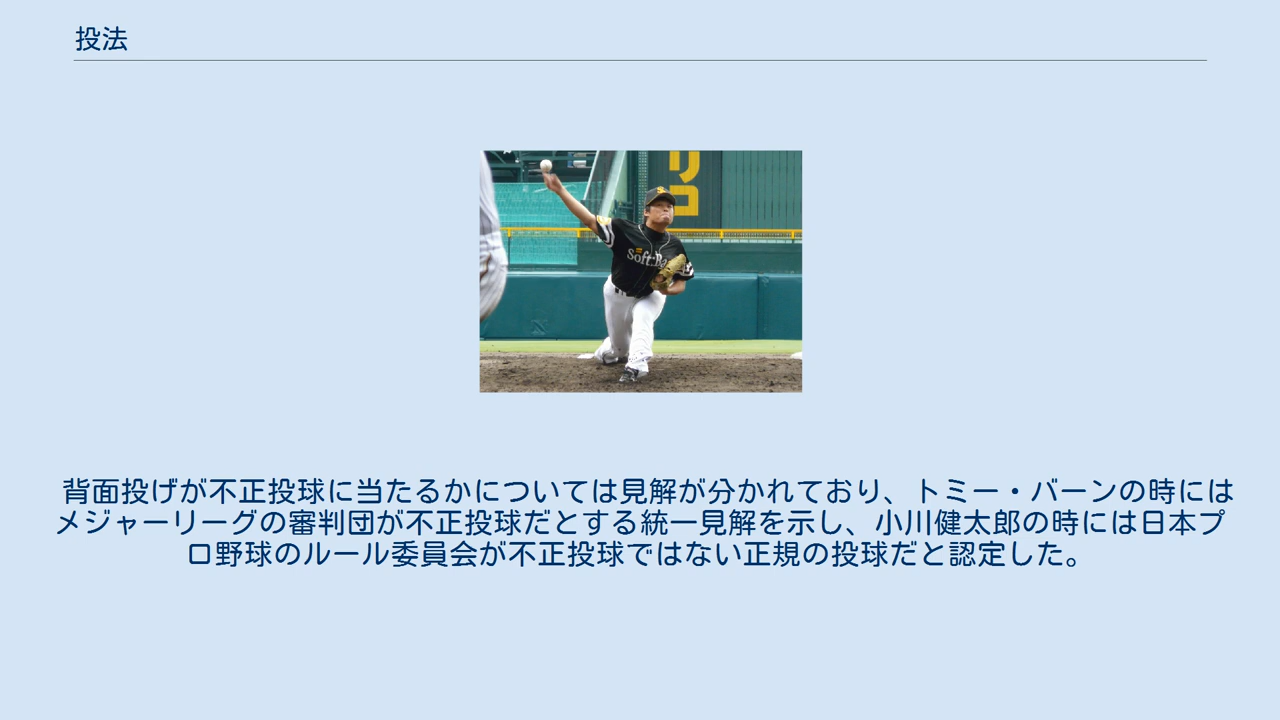 投法
リコ
S
SoftBa
背面投げが不正投球に当たるかについては見解が分かれており、トミー・バーンの時には
メジャーリーグの審判団が不正投球だとする統一見解を示し、小川健太郎の時には日本プ
ロ野球のルール委員会が不正投球ではない正規の投球だと認定した。